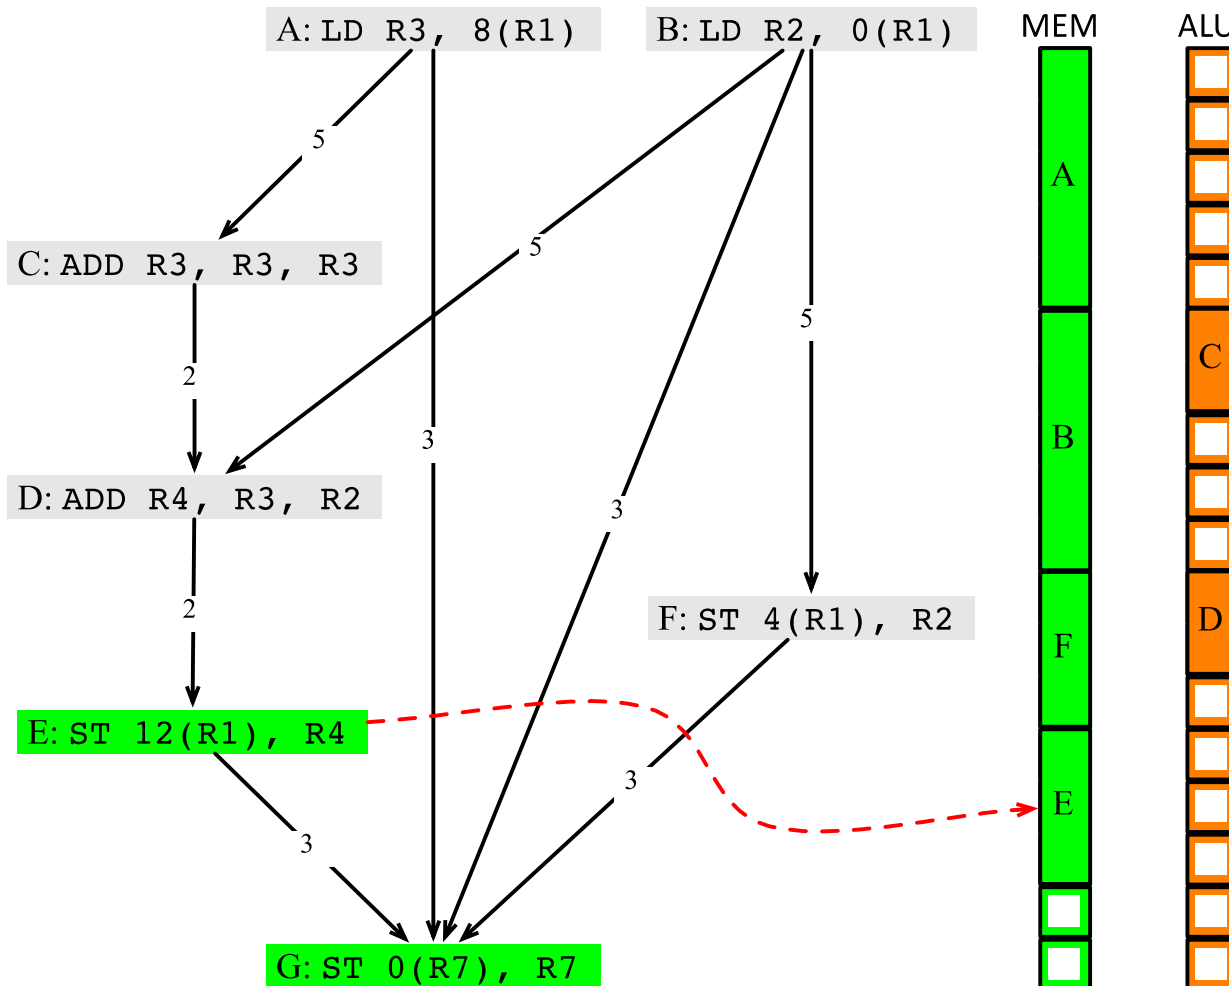 A: LD R3, 8(R1)
B: LD R2, 0(R1)
MEM
ALU
5
A
C: ADD R3, R3, R3
5
5
C
2
3
B
D: ADD R4, R3, R2
3
2
F: ST 4(R1), R2
F
D
E: ST 12(R1), R4
3
E
3
G: ST 0(R7), R7